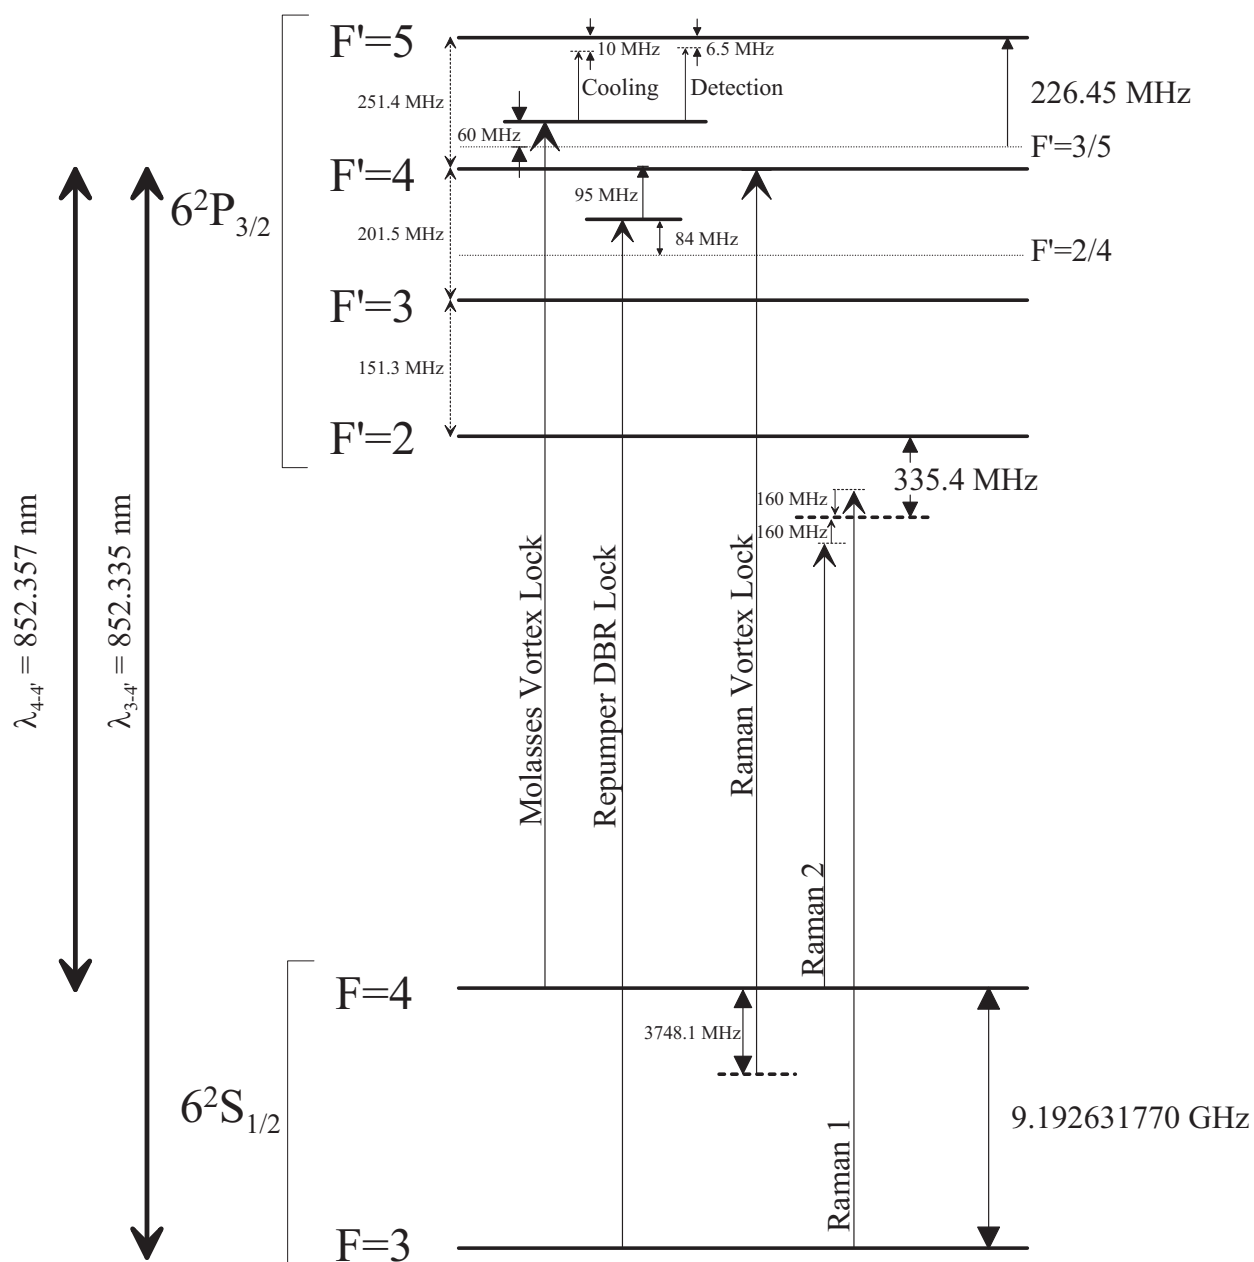 F'=5
10 MHz
6.5 MHz
Cooling
Detection
251.4 MHz
226.45 MHz
60 MHz
F'=3/5
F'=4
6²P₃/₂
95 MHz
201.5 MHz
84 MHz
F'=2/4
F'=3
151.3 MHz
F'=2
335.4 MHz
160 MHz
160 MHz
λ₄₋₄' = 852.357 nm
λ₃₋₄' = 852.335 nm
Molasses Vortex Lock
Repumper DBR Lock
Raman Vortex Lock
Raman 2
Raman 1
F=4
3748.1 MHz
6²S₁/₂
9.192631770 GHz
F=3